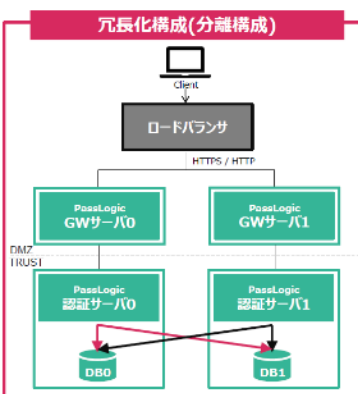 冗長化構成(分離構成)
Client
ロードバランサ
HTTPS / HTTP
PassLogic
GWサーバ0
PassLogic
GWサーバ1
DMZ
TRUST
PassLogic
認証サーバ0
PassLogic
認証サーバ1
DB0
DB1